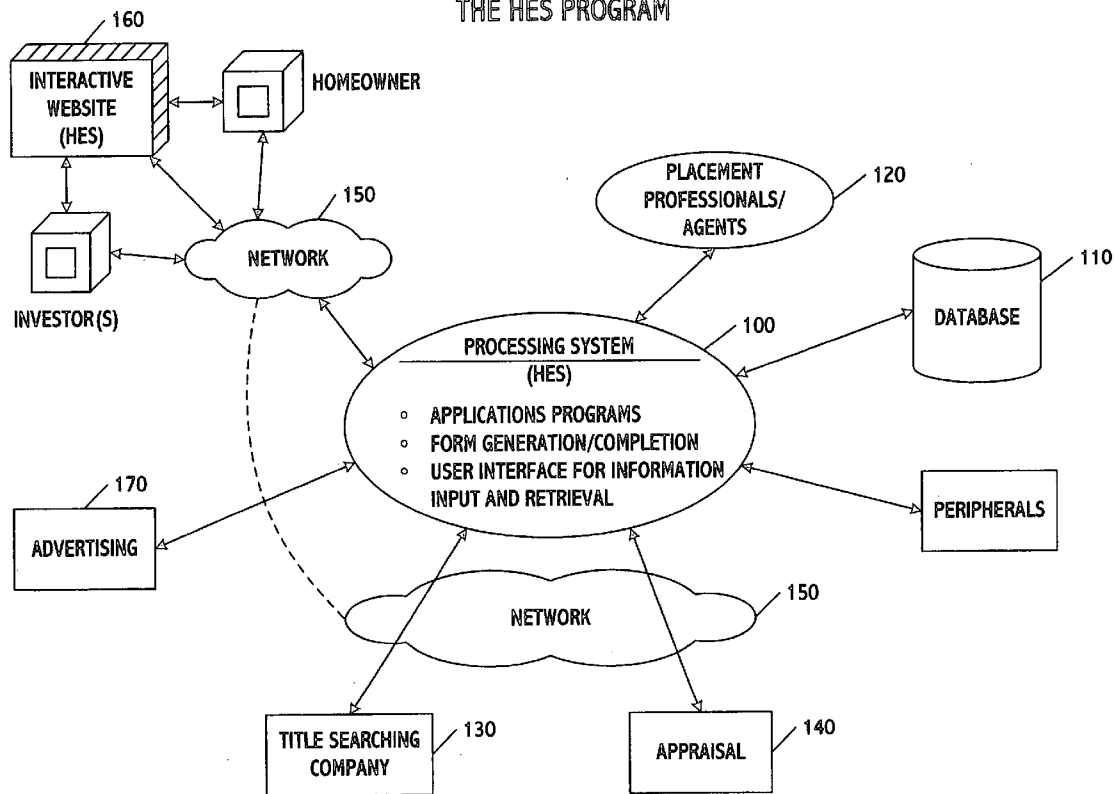 THE HES PROGRAM
160
INTERACTIVE
WEBSITE
(HES)
HOMEOWNER
150
NETWORK
INVESTOR(S)
PLACEMENT
PROFESSIONALS/
AGENTS
120
110
DATABASE
100
PROCESSING SYSTEM
(HES)
○ APPLICATIONS PROGRAMS
○ FORM GENERATION/COMPLETION
○ USER INTERFACE FOR INFORMATION
INPUT AND RETRIEVAL
170
ADVERTISING
PERIPHERALS
NETWORK
150
TITLE SEARCHING
COMPANY
130
APPRAISAL
140